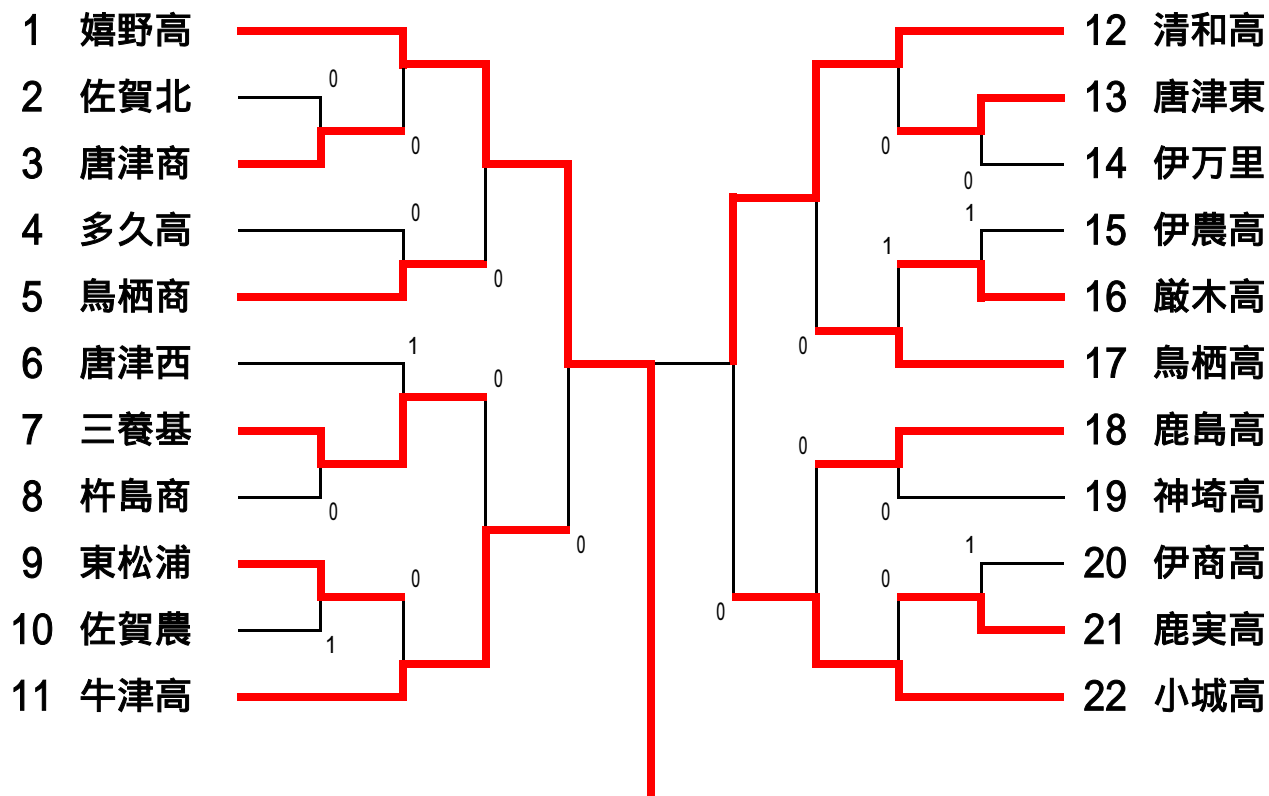 1 嬉野高
2 佐賀北
3 唐津商
4 多久高
5 鳥栖商
6 唐津西
7 三養基
8 杵島商
9 東松浦
10 佐賀農
11 牛津高
0
0
0
0
1
0
0
0
0
1
12 清和高
13 唐津東
14 伊万里
15 伊農高
16 厳木高
17 鳥栖高
18 鹿島高
19 神埼高
20 伊商高
21 鹿実高
22 小城高
0
0
1
1
0
0
0
1
0
0